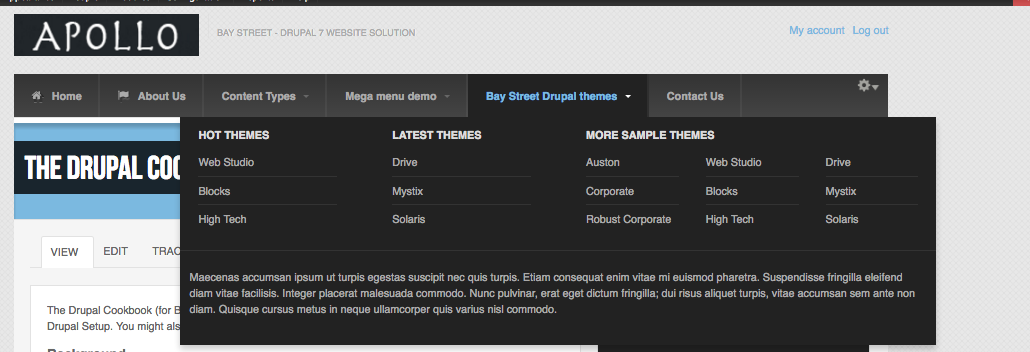 APOLLO
BAY STREET - DRUPAL 7 WEBSITE SOLUTION
My account Log out
Home About Us Content Types Mega menu demo Bay Street Drupal themes Contact Us
HOT THEMES LATEST THEMES MORE SAMPLE THEMES
Web Studio Drive Auston Web Studio Drive
Blocks Mystix Corporate Blocks Mystix
High Tech Solaris Robust Corporate High Tech Solaris
THE DRUPAL COO
VIEW EDIT TRAC
Maecenas accumsan ipsum ut turpis egestas suscipit nec quis turpis. Etiam consequat enim vitae mi euismod pharetra. Suspendisse fringilla eleifend
diam vitae facilisis. Integer placerat malesuada commodo. Nunc pulvinar, erat eget dictum fringilla; dui risus aliquet turpis, vitae accumsan sem ante non
diam. Quisque cursus metus in neque ullamcorper quis varius nisl commodo.
The Drupal Cookbook (for B
Drupal Setup. You might als
Background